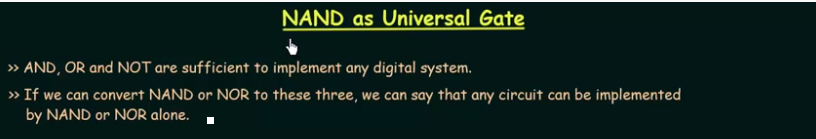 NAND as Universal Gate
>> AND, OR and NOT are sufficient to implement any digital system.
>> If we can convert NAND or NOR to these three, we can say that any circuit can be implemented
by NAND or NOR alone.